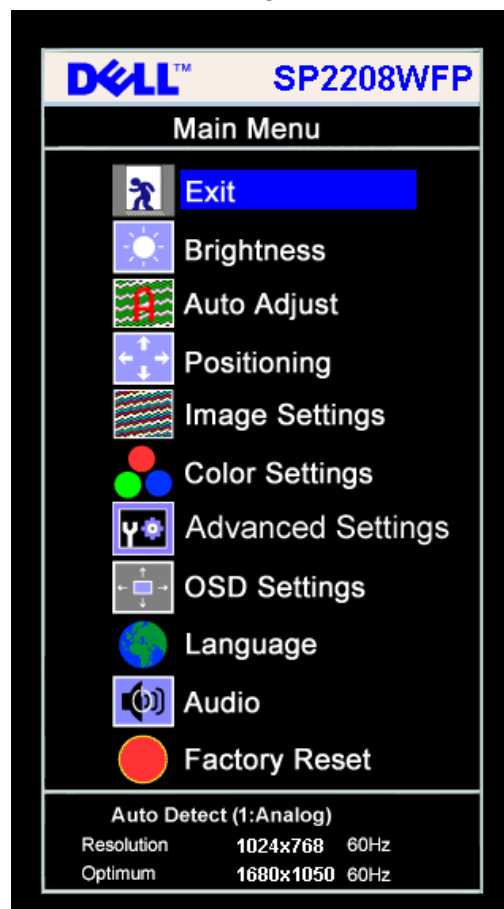 DELL™ SP2208WFP
Main Menu
Exit
Brightness
Auto Adjust
Positioning
Image Settings
Color Settings
Advanced Settings
OSD Settings
Language
Audio
Factory Reset
Auto Detect (1:Analog)
Resolution 1024x768 60Hz
Optimum 1680x1050 60Hz